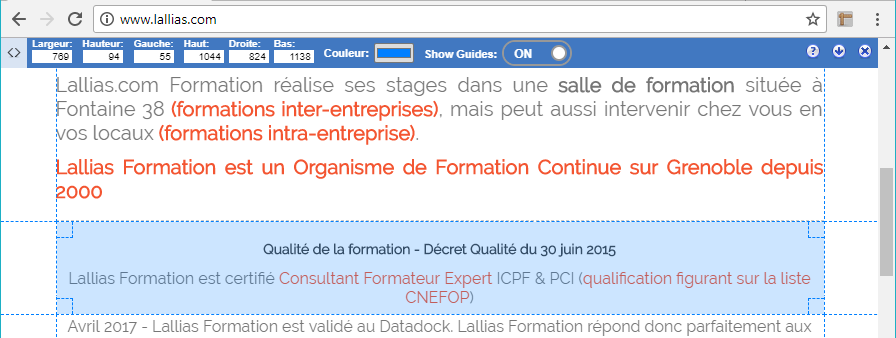 www.lallias.com
Largeur: Hauteur: Gauche: Haut: Droite: Bas:
769 94 55 1044 824 1138
Couleur: Show Guides: ON
Lallias.com Formation réalise ses stages dans une salle de formation située à
Fontaine 38 (formations inter-entreprises), mais peut aussi intervenir chez vous en
vos locaux (formations intra-entreprise).
Lallias Formation est un Organisme de Formation Continue sur Grenoble depuis
2000
Qualité de la formation - Décret Qualité du 30 juin 2015
Lallias Formation est certifié Consultant Formateur Expert ICPF & PCI (qualification figurant sur la liste
CNEFOP)
Avril 2017 - Lallias Formation est validé au Datadock. Lallias Formation répond donc parfaitement aux